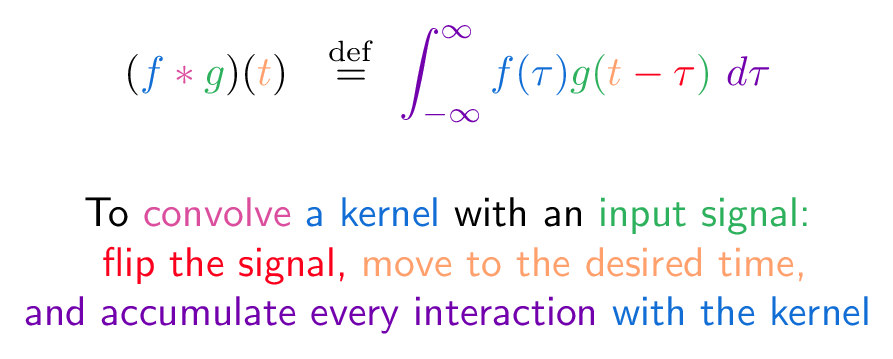 (f * g)(t) def= ∫_{-∞}^{∞} f(τ)g(t − τ) dτ
To convolve a kernel with an input signal:
flip the signal, move to the desired time,
and accumulate every interaction with the kernel